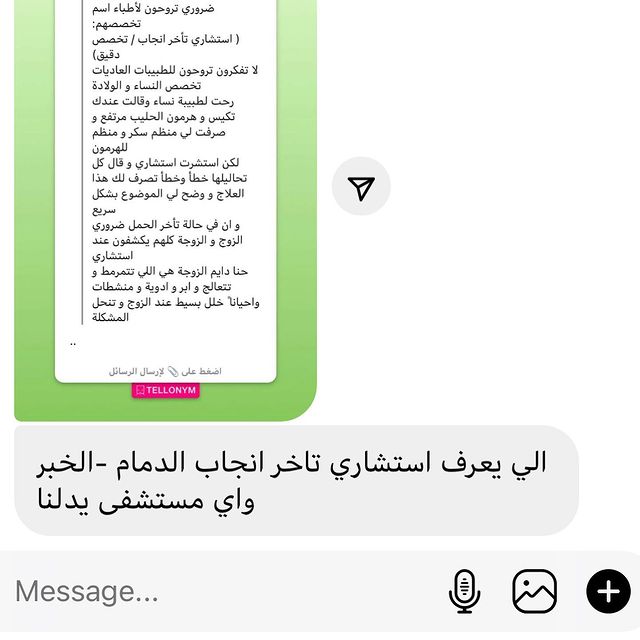 ضروري تروحون لأطباء اسم
تخصصهم:
( استشاري تأخر انجاب / تخصص
دقيق)
لا تفكرون تروحون للطبيبات العاديات
تخصص النساء و الولادة
رحت لطبيبة نساء وقالت عندك
تكيس و هرمون الحليب مرتفع و
صرفت لي منظم سكر و منظم
للهرمون
لكن استشرت استشاري و قال كل
تحاليلها خطأ وخطأ تصرف لك هذا
العلاج و وضح لي الموضوع بشكل
سريع
و ان في حالة تأخر الحمل ضروري
الزوج و الزوجة كلهم يكشفون عند
استشاري
حنا دايم الزوجة هي اللي تتمرمط و
تتعالج و ابر و ادوية و منشطات
واحياناً خلل بسيط عند الزوج و تنحل
المشكلة
..
اضغط على 📎 لإرسال الرسائل
TELLONYM
الي يعرف استشاري تاخر انجاب الدمام -الخبر
واي مستشفى يدلنا
Message...